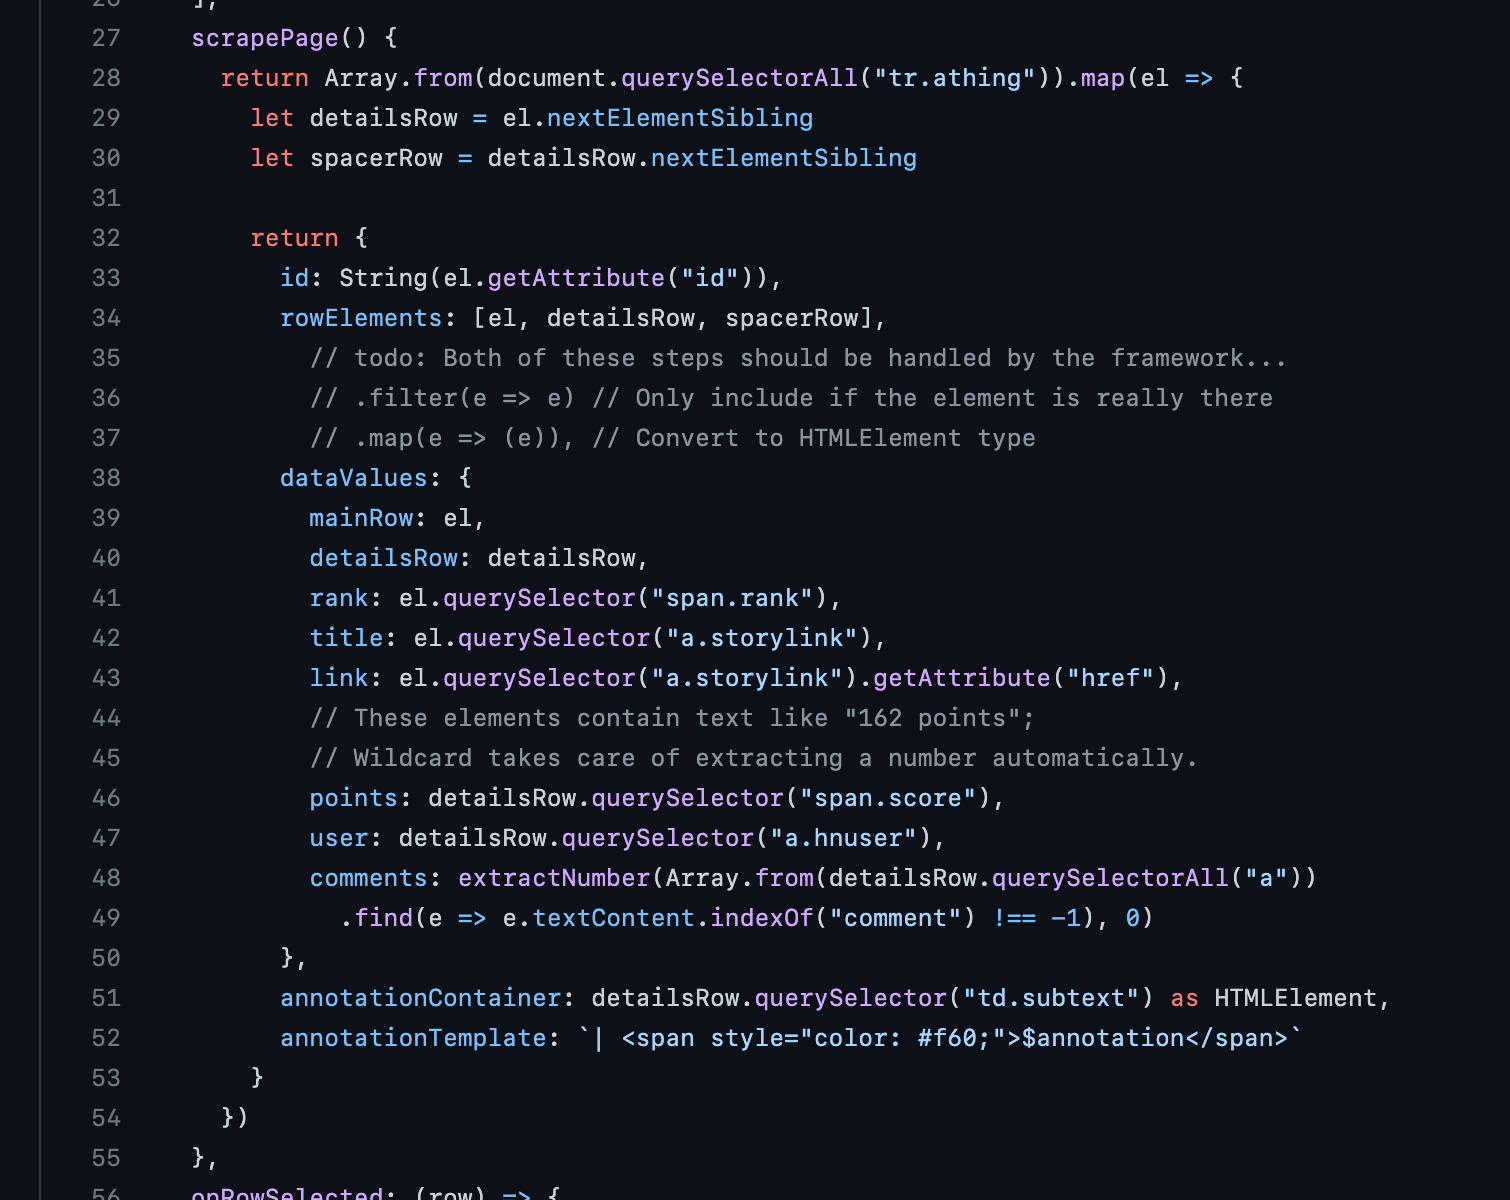 26 ],
27 scrapePage() {
28 return Array.from(document.querySelectorAll("tr.athing")).map(el => {
29 let detailsRow = el.nextElementSibling
30 let spacerRow = detailsRow.nextElementSibling
31
32 return {
33 id: String(el.getAttribute("id")),
34 rowElements: [el, detailsRow, spacerRow],
35 // todo: Both of these steps should be handled by the framework...
36 // .filter(e => e) // Only include if the element is really there
37 // .map(e => (e)), // Convert to HTMLElement type
38 dataValues: {
39 mainRow: el,
40 detailsRow: detailsRow,
41 rank: el.querySelector("span.rank"),
42 title: el.querySelector("a.storylink"),
43 link: el.querySelector("a.storylink").getAttribute("href"),
44 // These elements contain text like "162 points";
45 // Wildcard takes care of extracting a number automatically.
46 points: detailsRow.querySelector("span.score"),
47 user: detailsRow.querySelector("a.hnuser"),
48 comments: extractNumber(Array.from(detailsRow.querySelectorAll("a"))
49 .find(e => e.textContent.indexOf("comment") !== -1), 0)
50 },
51 annotationContainer: detailsRow.querySelector("td.subtext") as HTMLElement,
52 annotationTemplate: `| <span style="color: #f60;">$annotation</span>`
53 }
54 })
55 },
56 onRowSelected: (row) => {